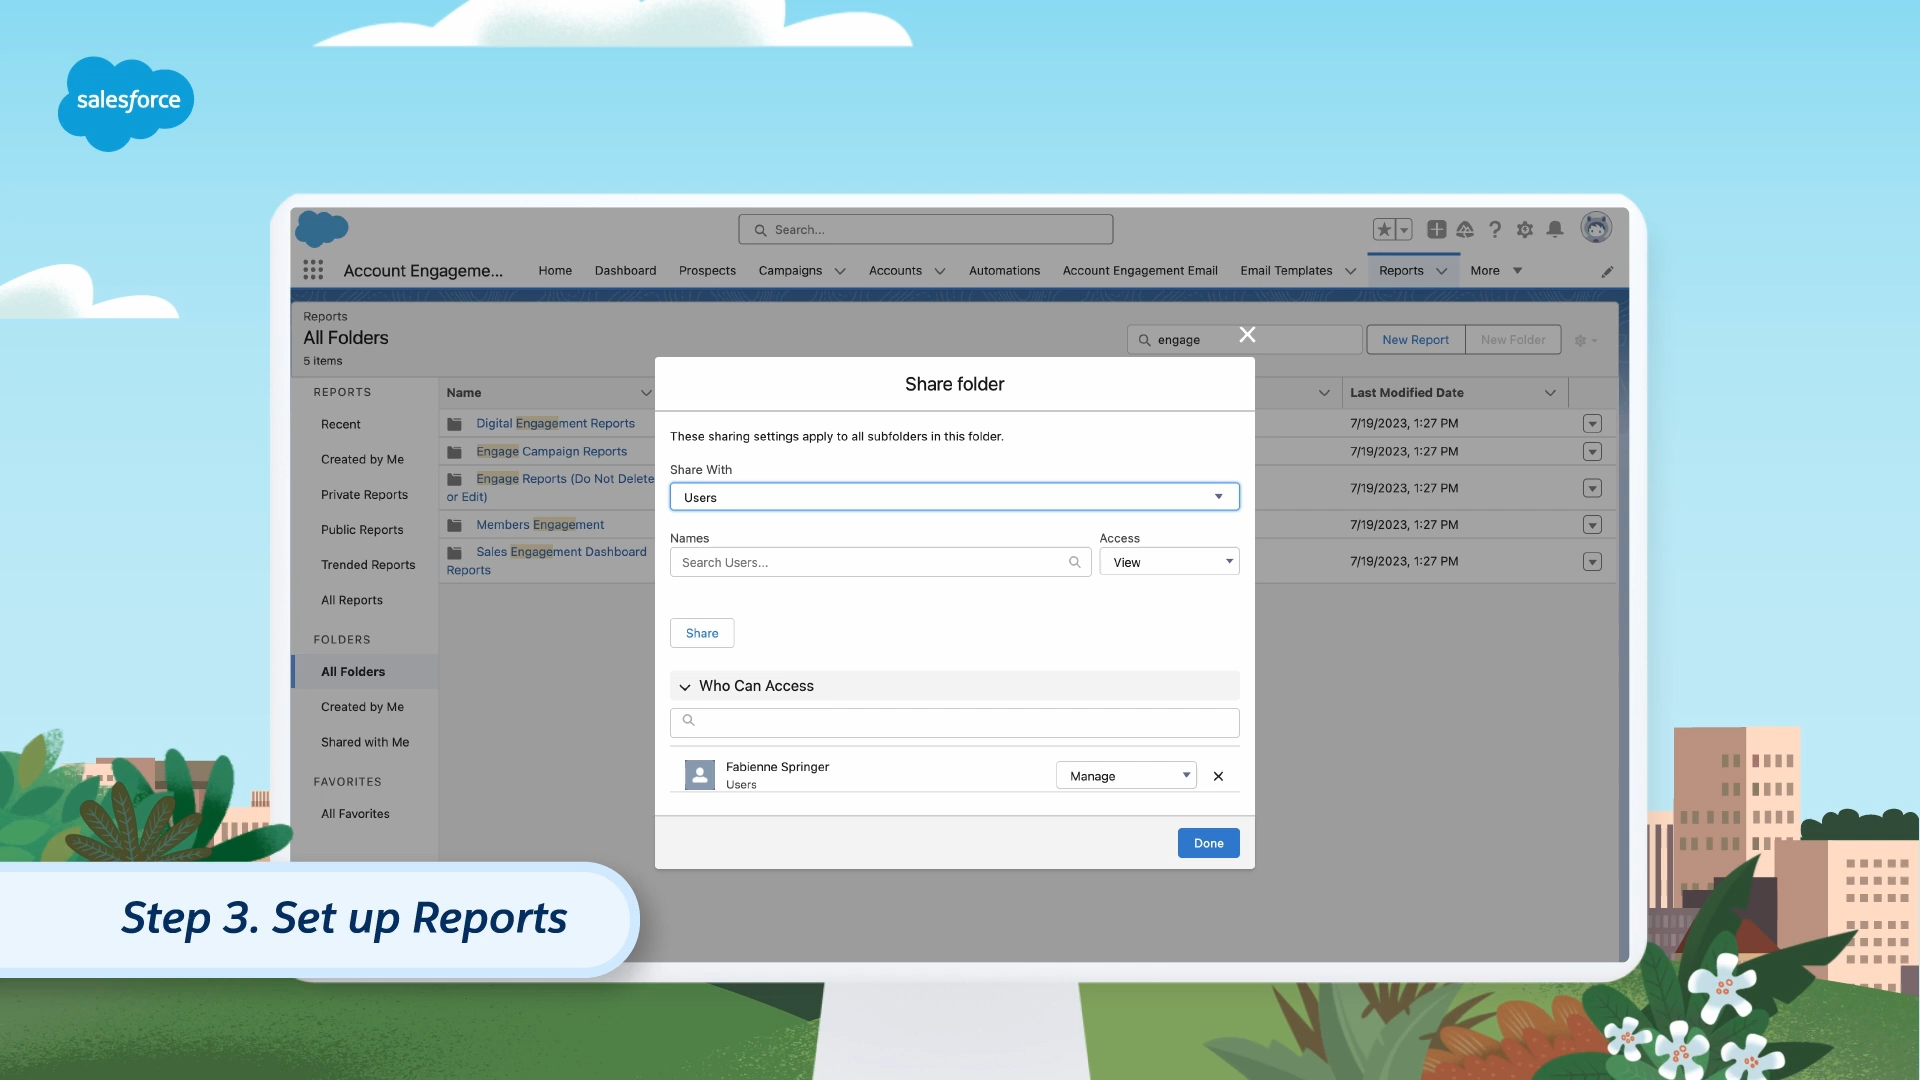 salesforce
Search...
Account Engageme...
Home
Dashboard
Prospects
Campaigns
Accounts
Automations
Account Engagement Email
Email Templates
Reports
More
Reports
All Folders
5 items
engage
New Report
New Folder
REPORTS
Recent
Created by Me
Private Reports
Public Reports
Trended Reports
All Reports
FOLDERS
All Folders
Created by Me
Shared with Me
FAVORITES
All Favorites
Name
Last Modified Date
Digital Engagement Reports
7/19/2023, 1:27 PM
Engage Campaign Reports
7/19/2023, 1:27 PM
Engage Reports (Do Not Delete
or Edit)
7/19/2023, 1:27 PM
Members Engagement
7/19/2023, 1:27 PM
Sales Engagement Dashboard
Reports
7/19/2023, 1:27 PM
Share folder
These sharing settings apply to all subfolders in this folder.
Share With
Users
Names
Access
Search Users...
View
Share
Who Can Access
Fabienne Springer
Users
Manage
Done
Step 3. Set up Reports